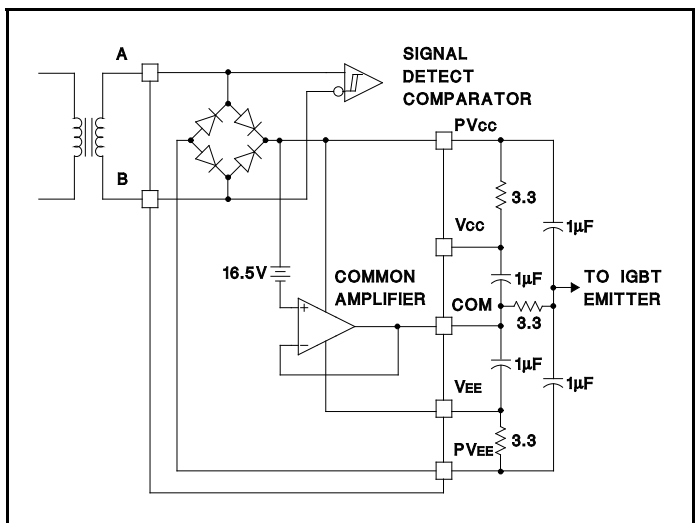 A
SIGNAL
DETECT
COMPARATOR
PVCC
B
3.3
1µF
VCC
16.5V
COMMON
AMPLIFIER
1µF
TO IGBT
EMITTER
COM
+
3.3
−
1µF
1µF
VEE
3.3
PVEE